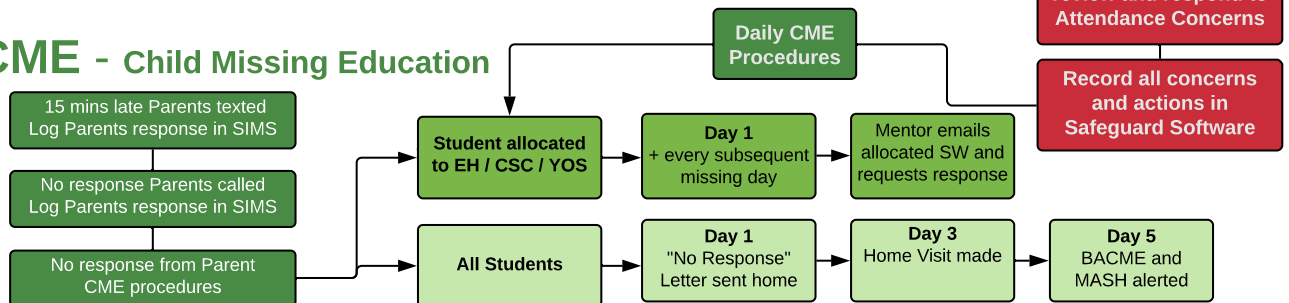 review and respond to
Attendance Concerns
Daily CME
Procedures
CME - Child Missing Education
Record all concerns
and actions in
Safeguard Software
15 mins late Parents texted
Log Parents response in SIMS
Student allocated
to EH / CSC / YOS
Day 1
+ every subsequent
missing day
Mentor emails
allocated SW and
requests response
No response Parents called
Log Parents response in SIMS
No response from Parent
CME procedures
All Students
Day 1
"No Response"
Letter sent home
Day 3
Home Visit made
Day 5
BACME and
MASH alerted